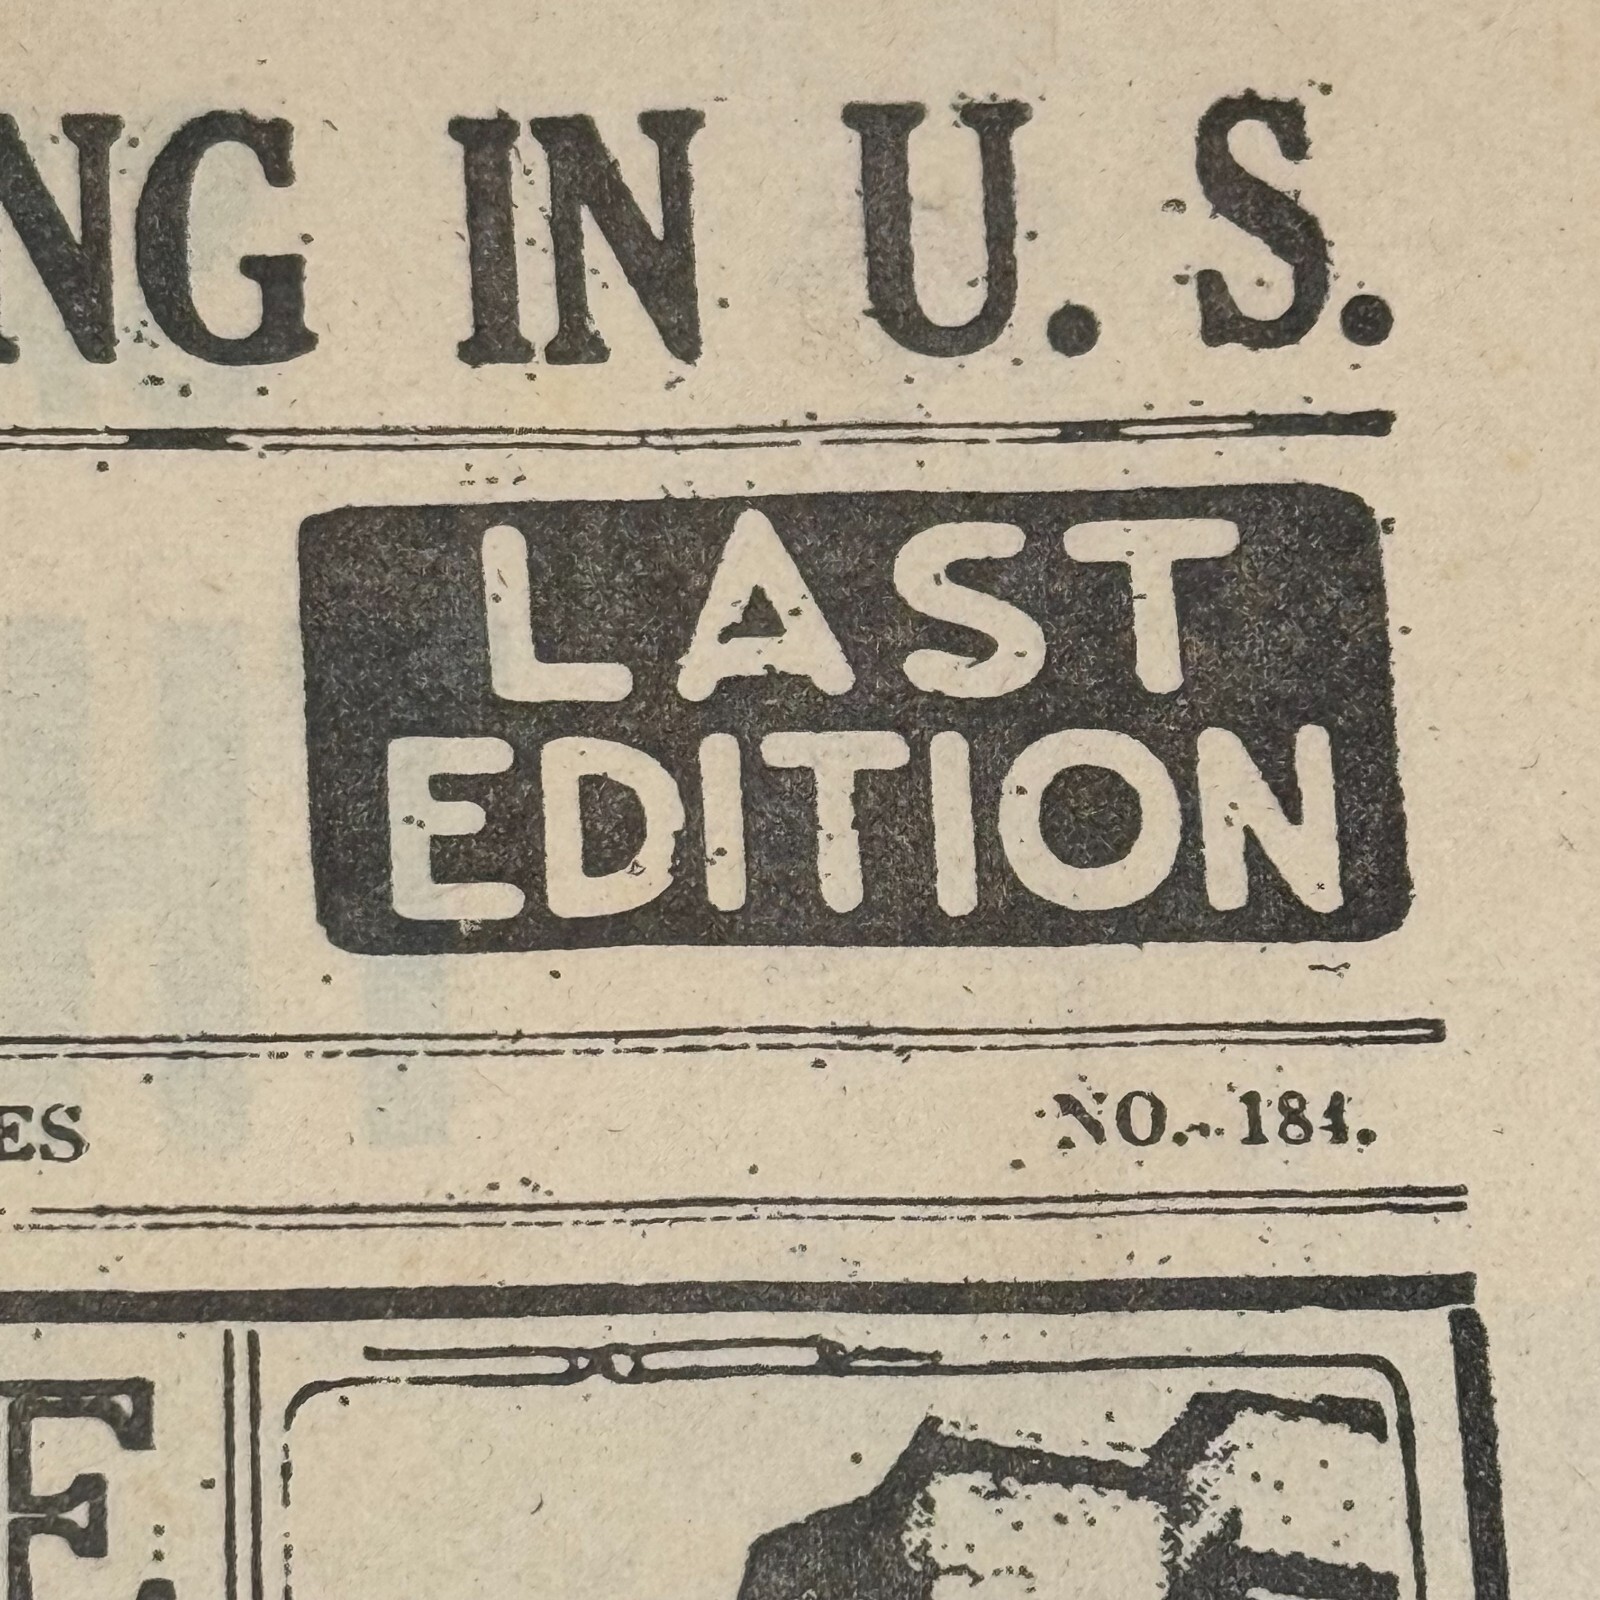 NG IN U. S.
LAST
EDITION
ES NO. 184.
E